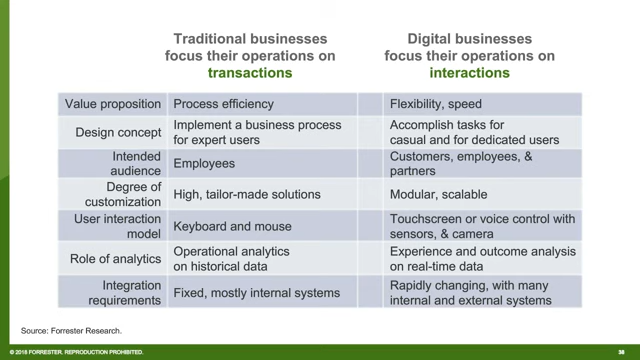 Traditional businesses
focus their operations on
transactions
Digital businesses
focus their operations on
interactions
Value proposition
Process efficiency
Flexibility, speed
Design concept
Implement a business process
for expert users
Accomplish tasks for
casual and for dedicated users
Intended
audience
Employees
Customers, employees, &
partners
Degree of
customization
High, tailor-made solutions
Modular, scalable
User interaction
model
Keyboard and mouse
Touchscreen or voice control with
sensors, & camera
Role of analytics
Operational analytics
on historical data
Experience and outcome analysis
on real-time data
Integration
requirements
Fixed, mostly internal systems
Rapidly changing, with many
internal and external systems
Source: Forrester Research.
© 2018 FORRESTER. REPRODUCTION PROHIBITED.